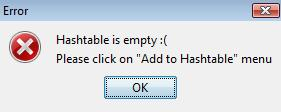 Error
Hashtable is empty :(
Please click on "Add to Hashtable" menu
OK